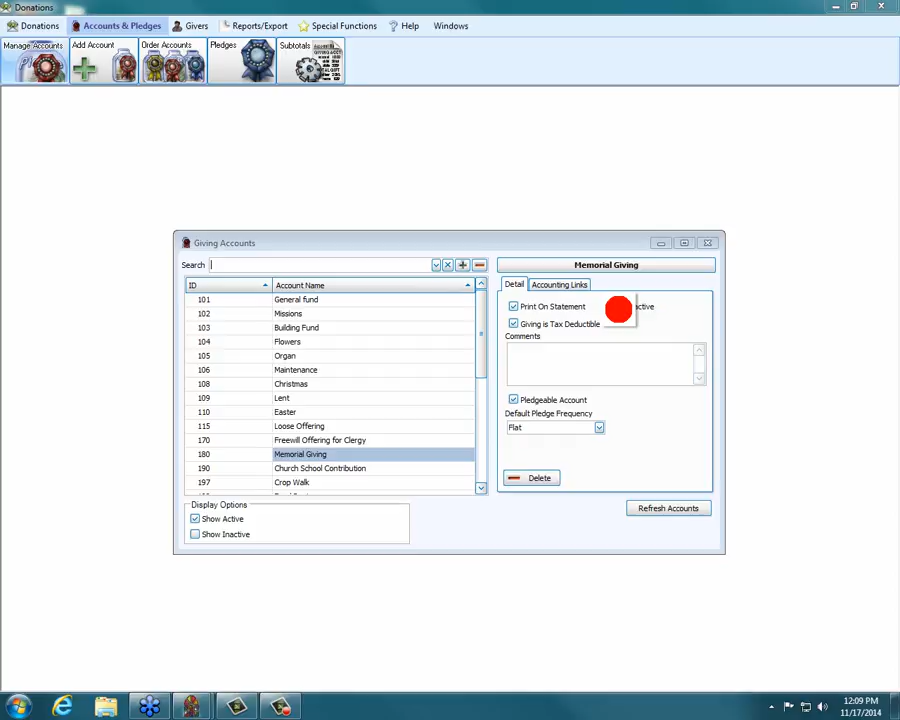 Donations
Donations Accounts & Pledges Givers Reports/Export Special Functions Help Windows
Manage Accounts Add Account Order Accounts Pledges Subtotals
Giving Accounts
Search
Memorial Giving
ID Account Name
Detail Accounting Links
101 General fund
102 Missions
103 Building Fund
104 Flowers
105 Organ
106 Maintenance
108 Christmas
109 Lent
110 Easter
115 Loose Offering
170 Freewill Offering for Clergy
180 Memorial Giving
190 Church School Contribution
197 Crop Walk
Print On Statement
Giving is Tax Deductible
Comments
Pledgeable Account
Default Pledge Frequency
Flat
Delete
Display Options
Show Active
Show Inactive
Refresh Accounts
12:09 PM
11/17/2014